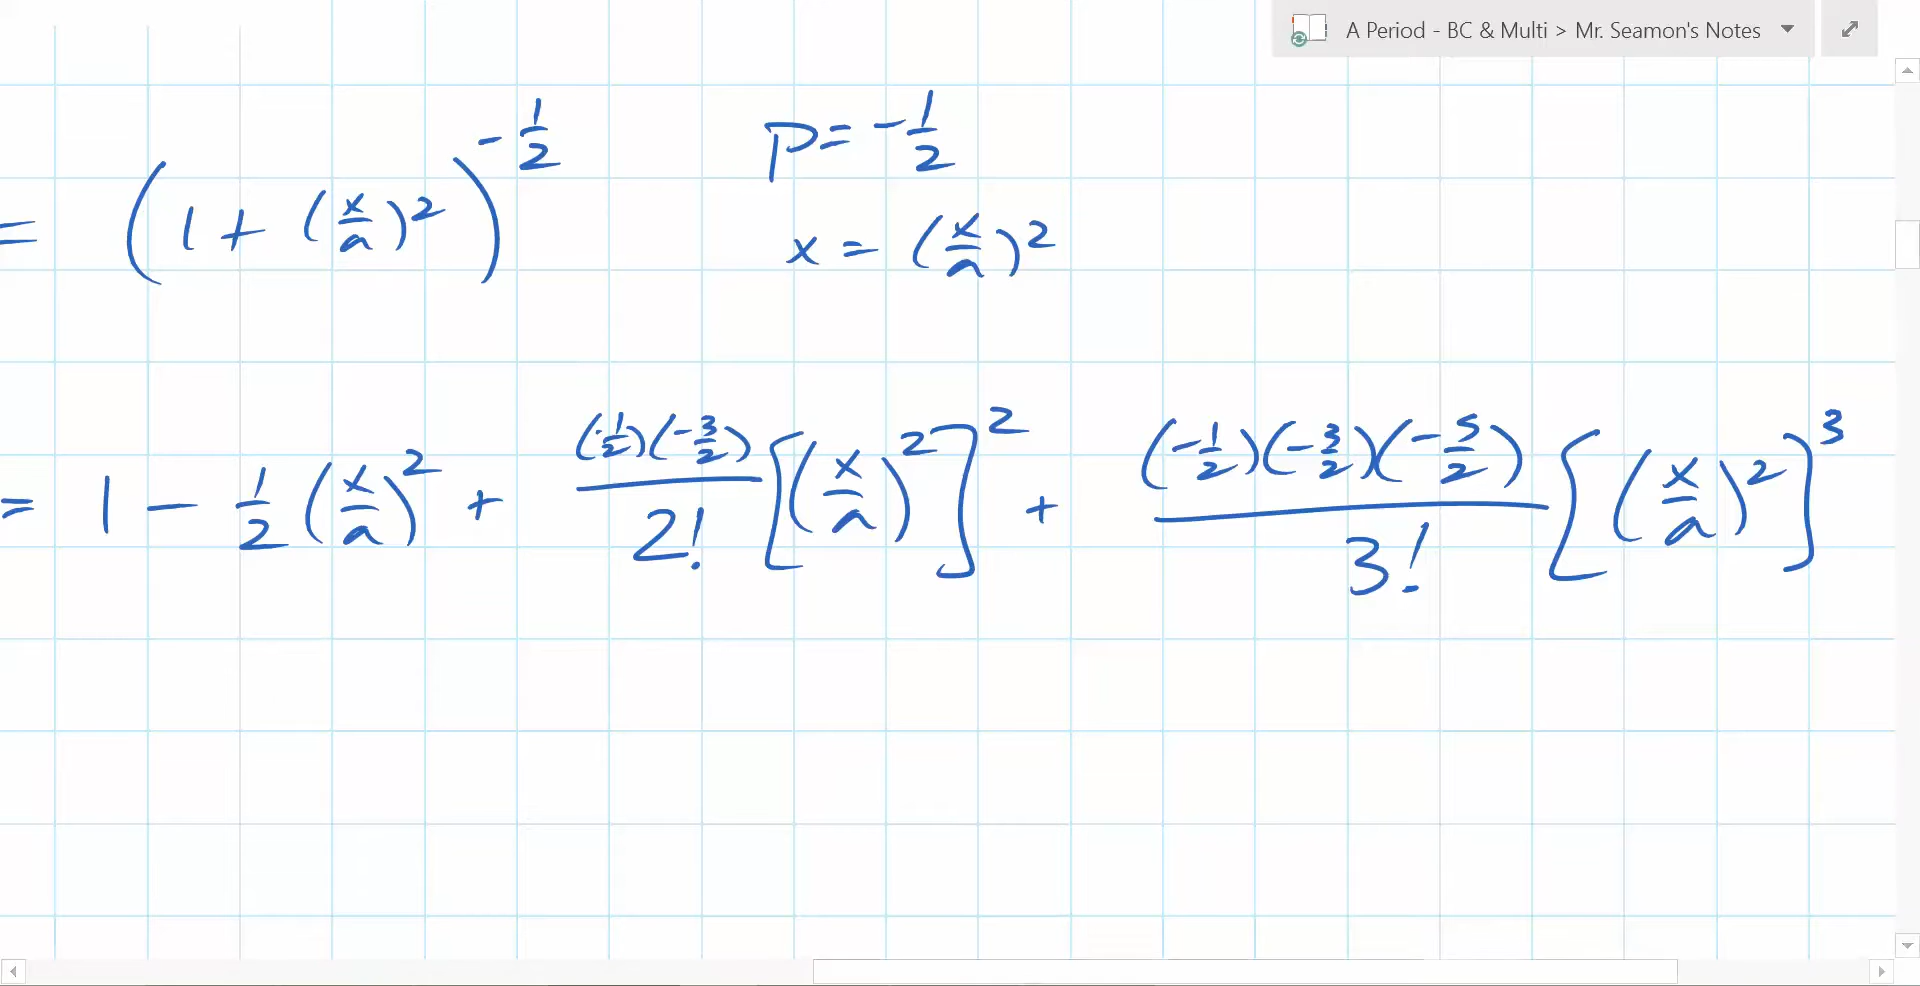 A Period - BC & Multi > Mr. Seamon's Notes
= (1 + (x/a)^2)^(-1/2)
P = -1/2
x = (x/a)^2
= 1 - 1/2 (x/a)^2 + (-1/2)(-3/2)/2! [(x/a)^2]^2 + (-1/2)(-3/2)(-5/2)/3! [(x/a)^2]^3